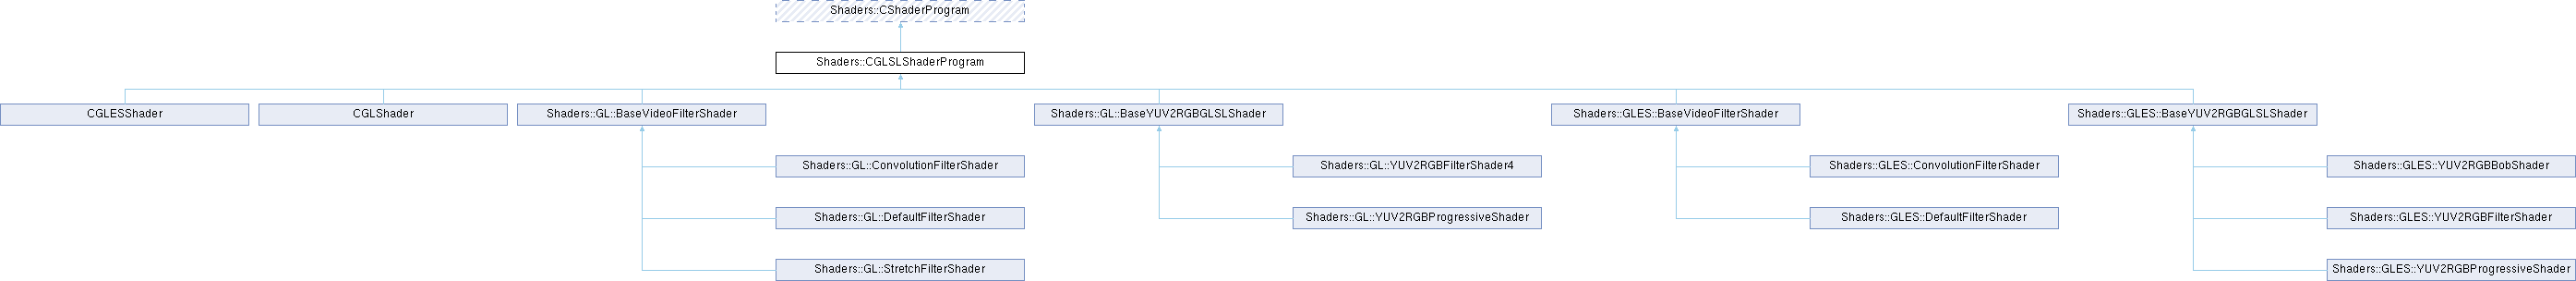 Shaders::CShaderProgram
Shaders::CGLSLShaderProgram
CGLESShader
CGLShader
Shaders::GL::BaseVideoFilterShader
Shaders::GL::BaseYUV2RGBGLSLShader
Shaders::GLES::BaseVideoFilterShader
Shaders::GLES::BaseYUV2RGBGLSLShader
Shaders::GL::ConvolutionFilterShader
Shaders::GL::YUV2RGBFilterShader4
Shaders::GLES::ConvolutionFilterShader
Shaders::GLES::YUV2RGBBobShader
Shaders::GL::DefaultFilterShader
Shaders::GL::YUV2RGBProgressiveShader
Shaders::GLES::DefaultFilterShader
Shaders::GLES::YUV2RGBFilterShader
Shaders::GL::StretchFilterShader
Shaders::GLES::YUV2RGBProgressiveShader